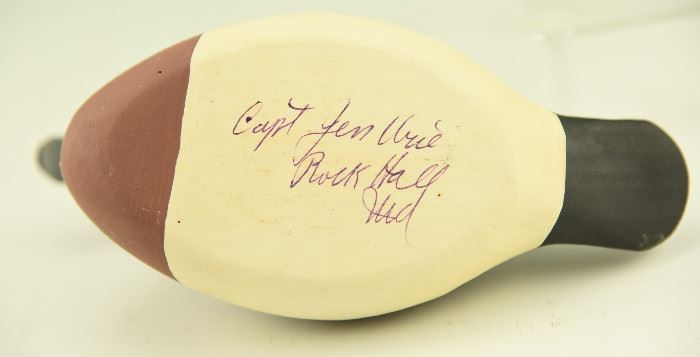 Capt Jess Urie
Rock Hall
Md